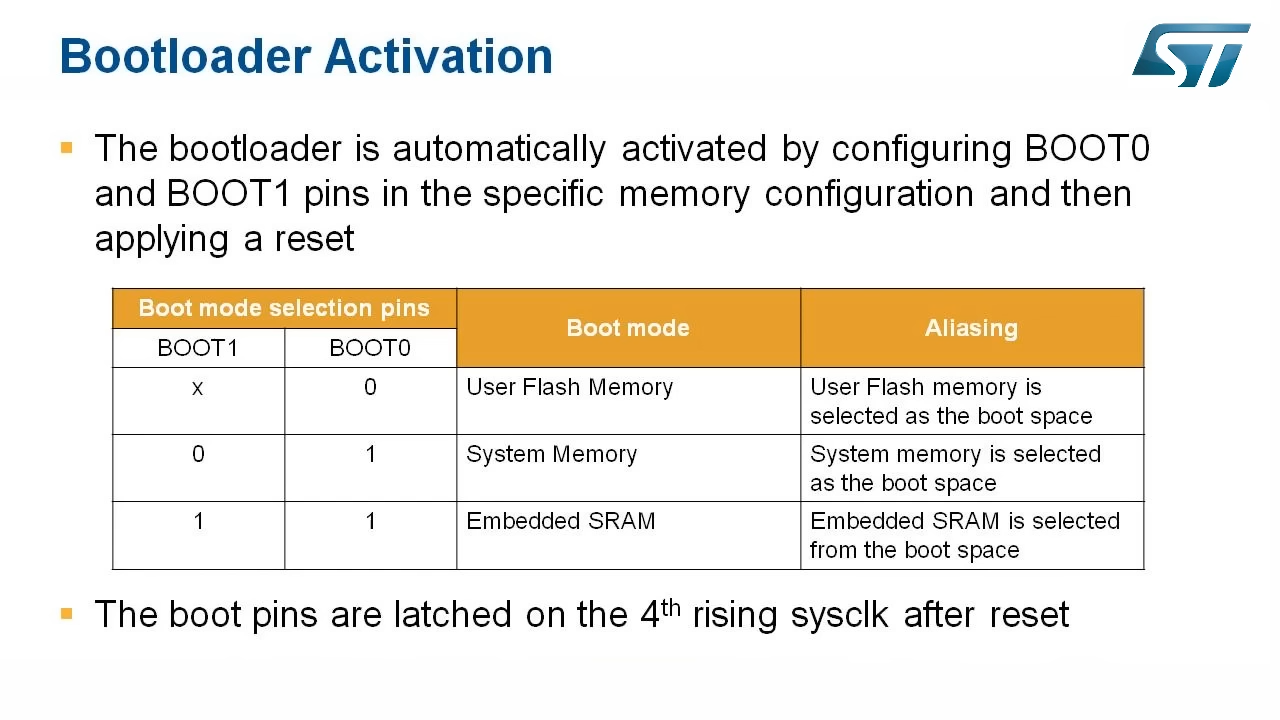 Bootloader Activation
ST
The bootloader is automatically activated by configuring BOOT0
and BOOT1 pins in the specific memory configuration and then
applying a reset
Boot mode selection pins
Boot mode
Aliasing
BOOT1
BOOT0
x
0
User Flash Memory
User Flash memory is
selected as the boot space
0
1
System Memory
System memory is selected
as the boot space
1
1
Embedded SRAM
Embedded SRAM is selected
from the boot space
The boot pins are latched on the 4th rising sysclk after reset